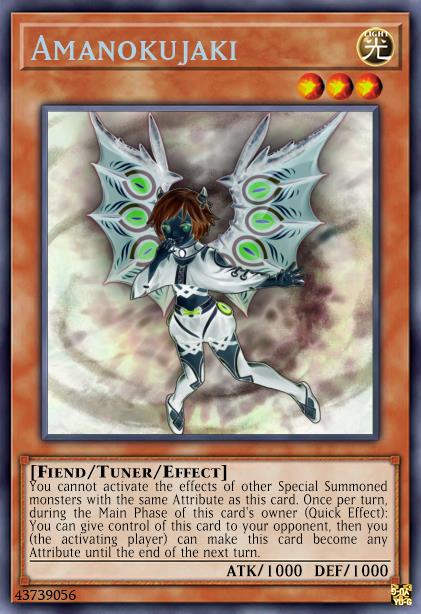 AMANOKUJAKI
LIGHT
光
[FIEND/TUNER/EFFECT]
You cannot activate the effects of other Special Summoned
monsters with the same Attribute as this card. Once per turn,
during the Main Phase of this card's owner (Quick Effect):
You can give control of this card to your opponent, then you
(the activating player) can make this card become any
Attribute until the end of the next turn.
ATK/1000 DEF/1000
43739056